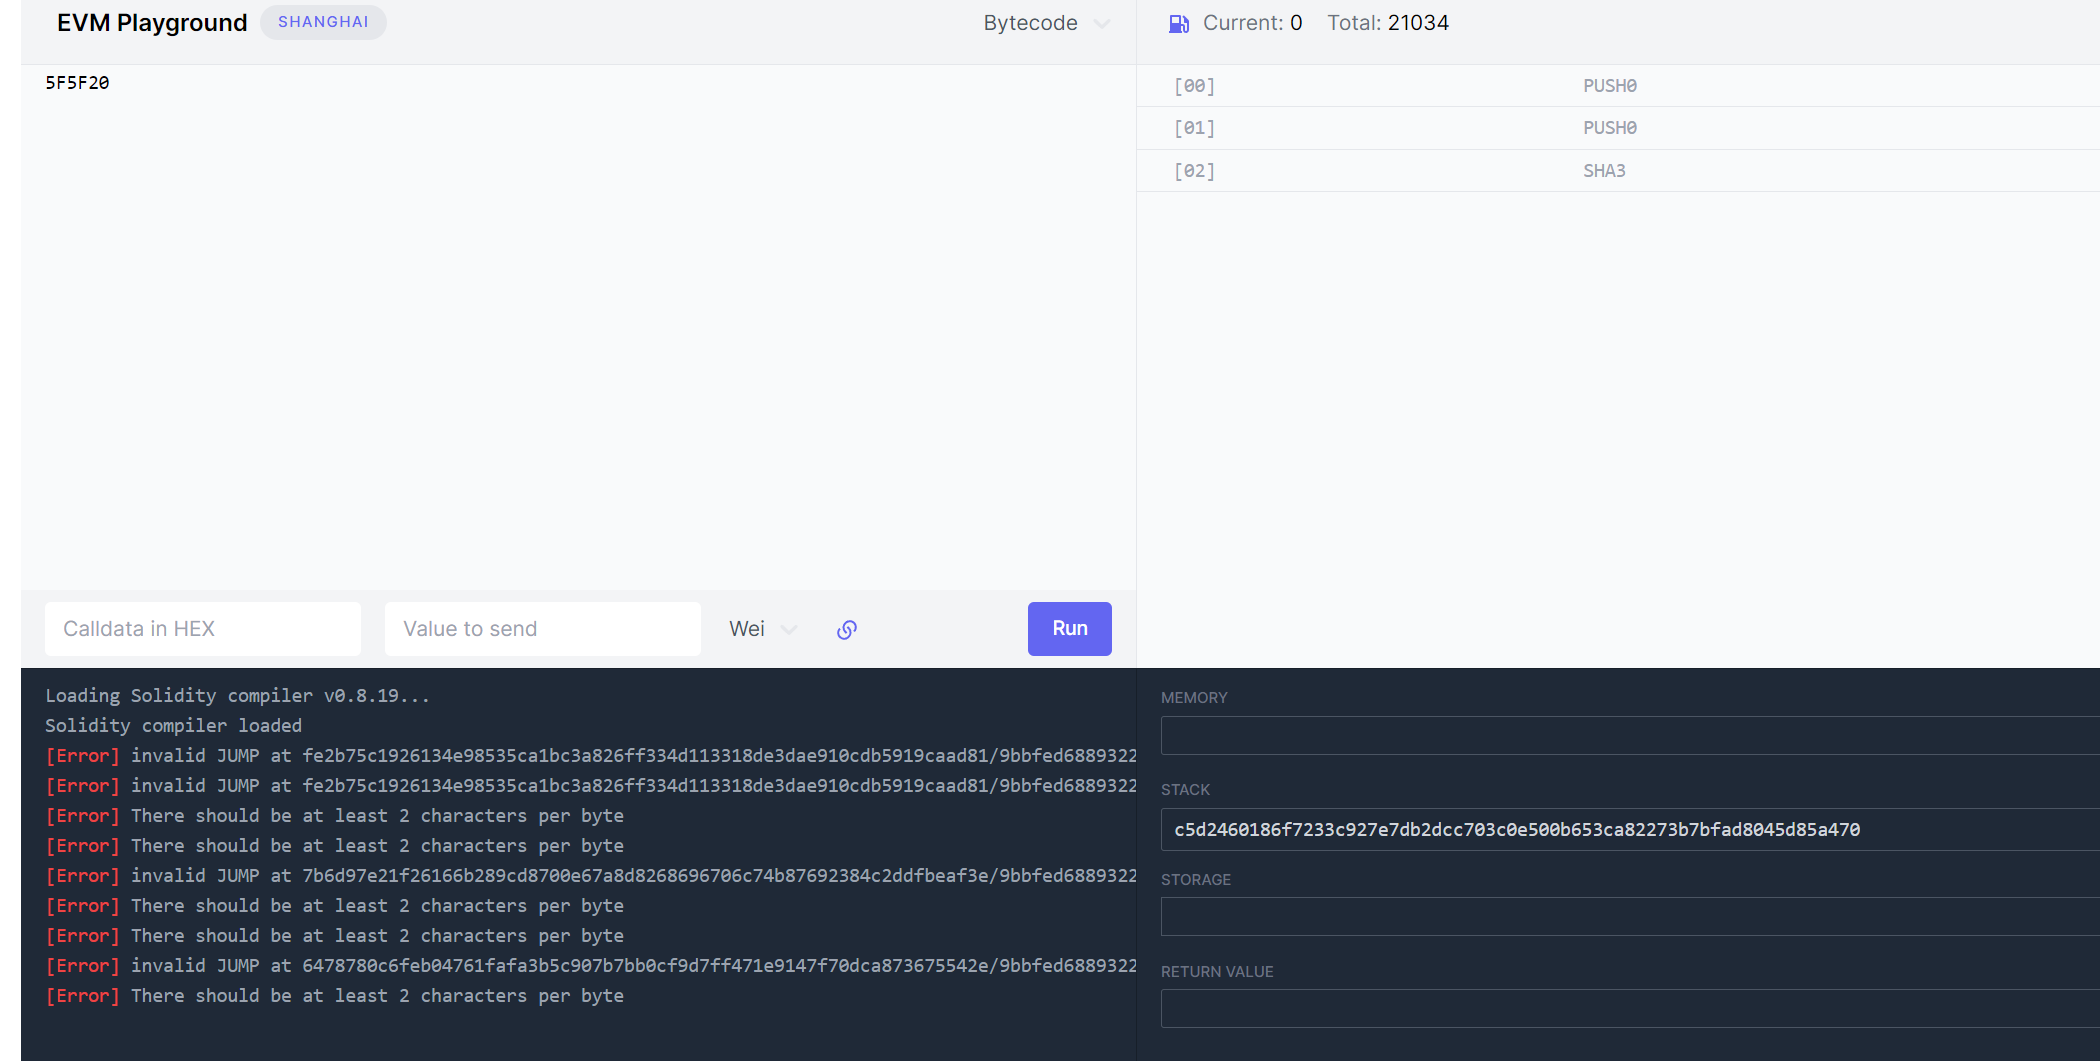 EVM Playground SHANGHAI Bytecode
5F5F20
Calldata in HEX Value to send Wei Run
Loading Solidity compiler v0.8.19...
Solidity compiler loaded
[Error] invalid JUMP at fe2b75c1926134e98535ca1bc3a826ff334d113318de3dae910cdb5919caad81/9bbfed6889322
[Error] invalid JUMP at fe2b75c1926134e98535ca1bc3a826ff334d113318de3dae910cdb5919caad81/9bbfed6889322
[Error] There should be at least 2 characters per byte
[Error] There should be at least 2 characters per byte
[Error] invalid JUMP at 7b6d97e21f26166b289cd8700e67a8d8268696706c74b87692384c2ddfbeaf3e/9bbfed6889322
[Error] There should be at least 2 characters per byte
[Error] There should be at least 2 characters per byte
[Error] invalid JUMP at 6478780c6feb04761fafa3b5c907b7bb0cf9d7ff471e9147f70dca873675542e/9bbfed6889322
[Error] There should be at least 2 characters per byte
Current: 0 Total: 21034
[00] PUSH0
[01] PUSH0
[02] SHA3
MEMORY
STACK
c5d2460186f7233c927e7db2dcc703c0e500b653ca82273b7bfad8045d85a470
STORAGE
RETURN VALUE